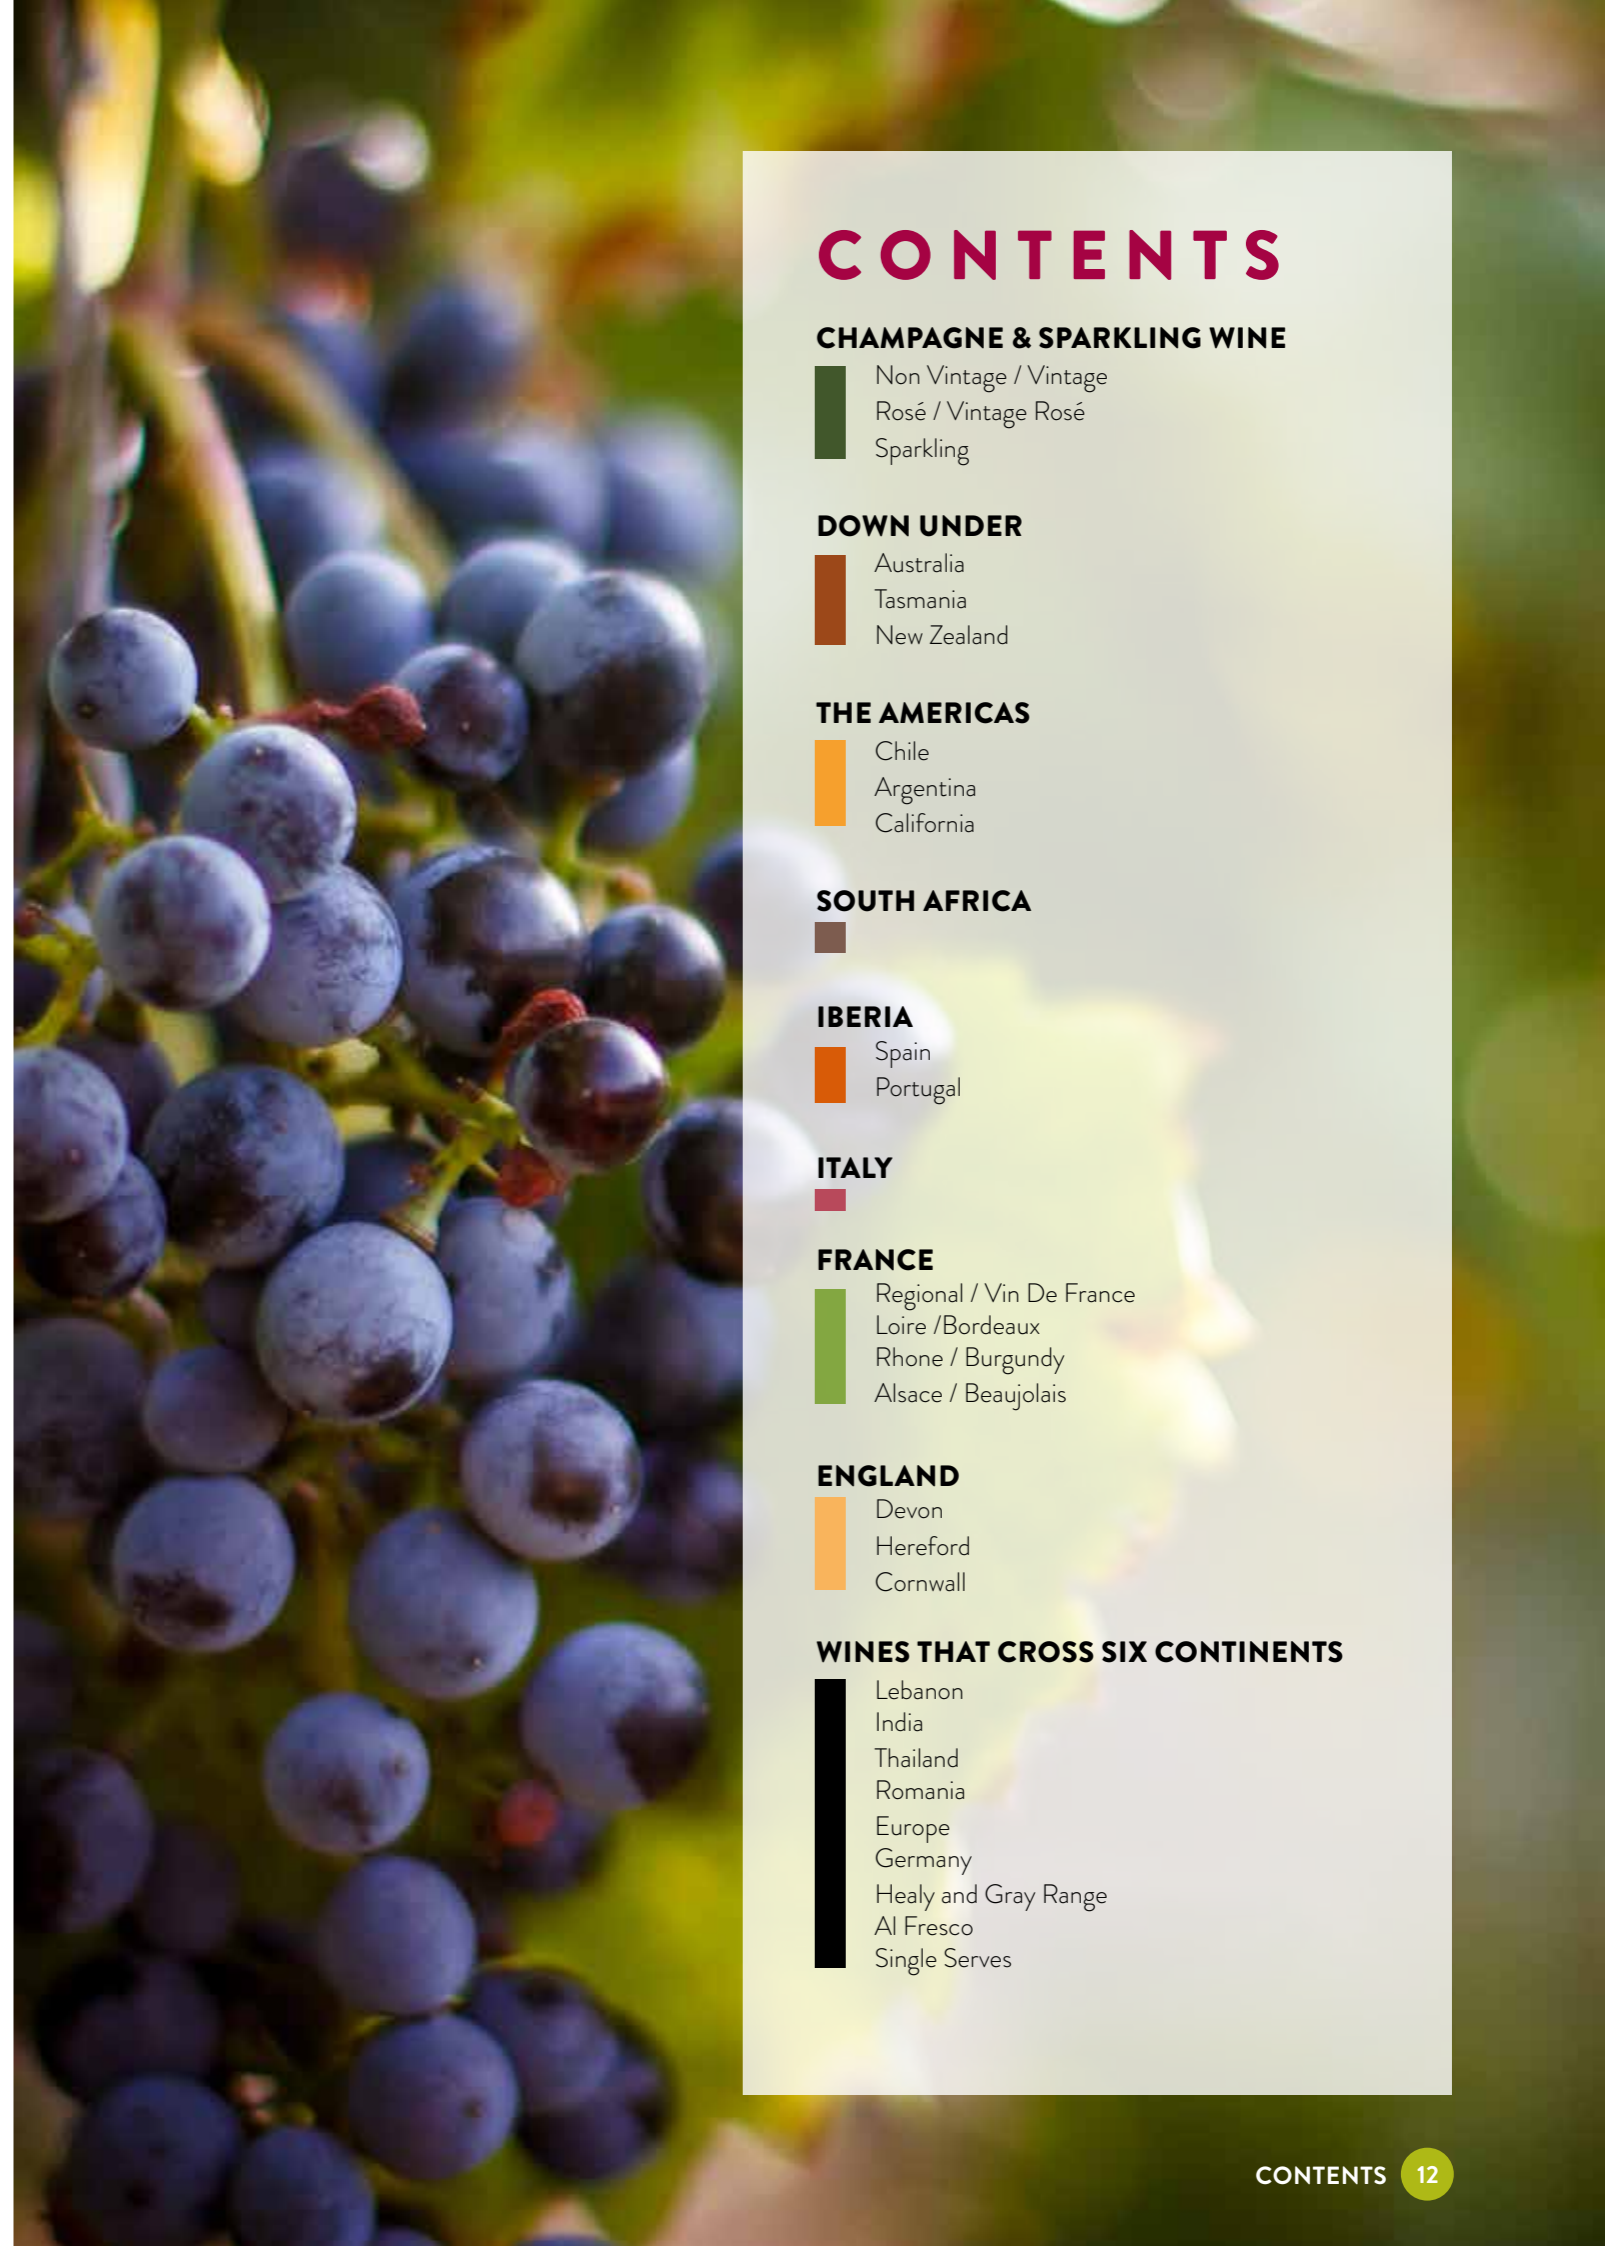 CONTENTS
CHAMPAGNE & SPARKLING WINE
Non Vintage / Vintage
Rosé / Vintage Rosé
Sparkling
DOWN UNDER
Australia
Tasmania
New Zealand
THE AMERICAS
Chile
Argentina
California
SOUTH AFRICA
IBERIA
Spain
Portugal
ITALY
FRANCE
Regional / Vin De France
Loire /Bordeaux
Rhone / Burgundy
Alsace / Beaujolais
ENGLAND
Devon
Hereford
Cornwall
WINES THAT CROSS SIX CONTINENTS
Lebanon
India
Thailand
Romania
Europe
Germany
Healy and Gray Range
Al Fresco
Single Serves
CONTENTS 12